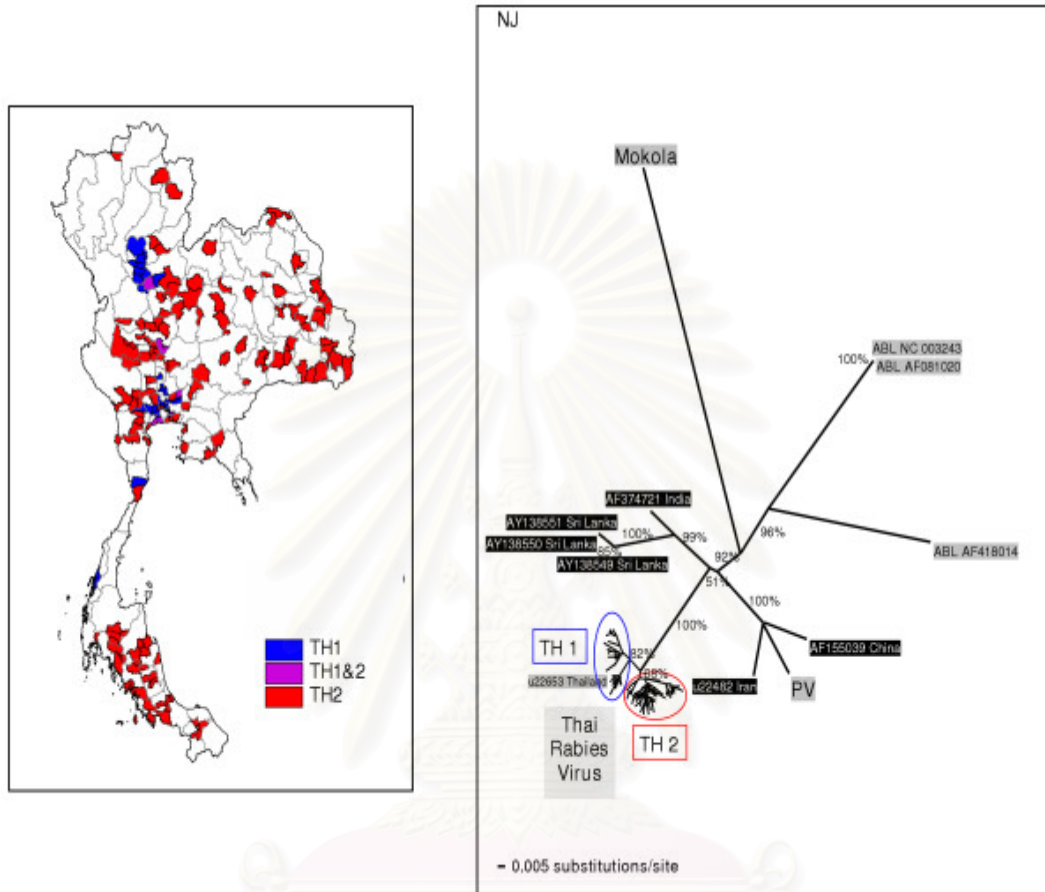 TH1
TH1&2
TH2
NJ
Mokola
100%
ABL NC 003243
ABL AF081020
AF374721 India
AY138551 Sri Lanka
100%
99%
96%
AY138550 Sri Lanka
85%
92%
ABL AF418014
AY138549 Sri Lanka
51%
100%
100%
TH 1
82%
AF155039 China
u22653 Thailand
u22482 Iran
PV
Thai
Rabies
Virus
TH 2
= 0.005 substitutions/site